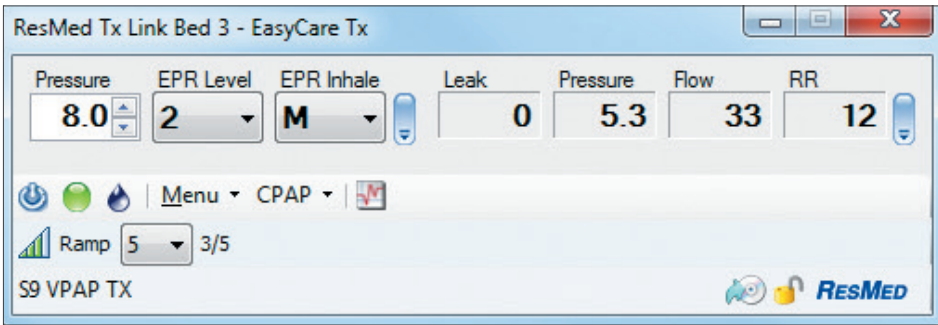 ResMed Tx Link Bed 3 - EasyCare Tx
Pressure EPR Level EPR Inhale Leak Pressure Flow RR
8.0 2 M 0 5.3 33 12
Menu CPAP
Ramp 5 3/5
S9 VPAP TX RESMED